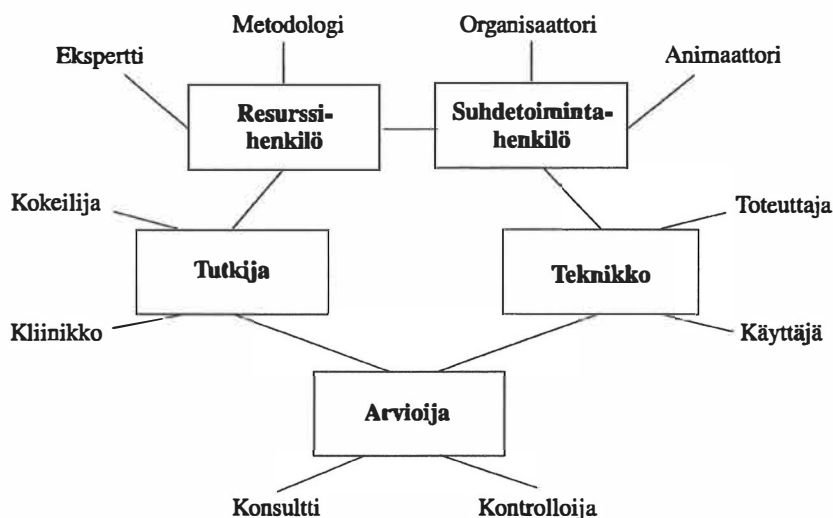 Metodologi
Organisaattori
Ekspertti
Animaattori
Resurssi-
henkilö
Suhdetoiminta-
henkilö
Kokeilija
Toteuttaja
Tutkija
Teknikko
Kliinikko
Käyttäjä
Arvioija
Konsultti
Kontrolloija